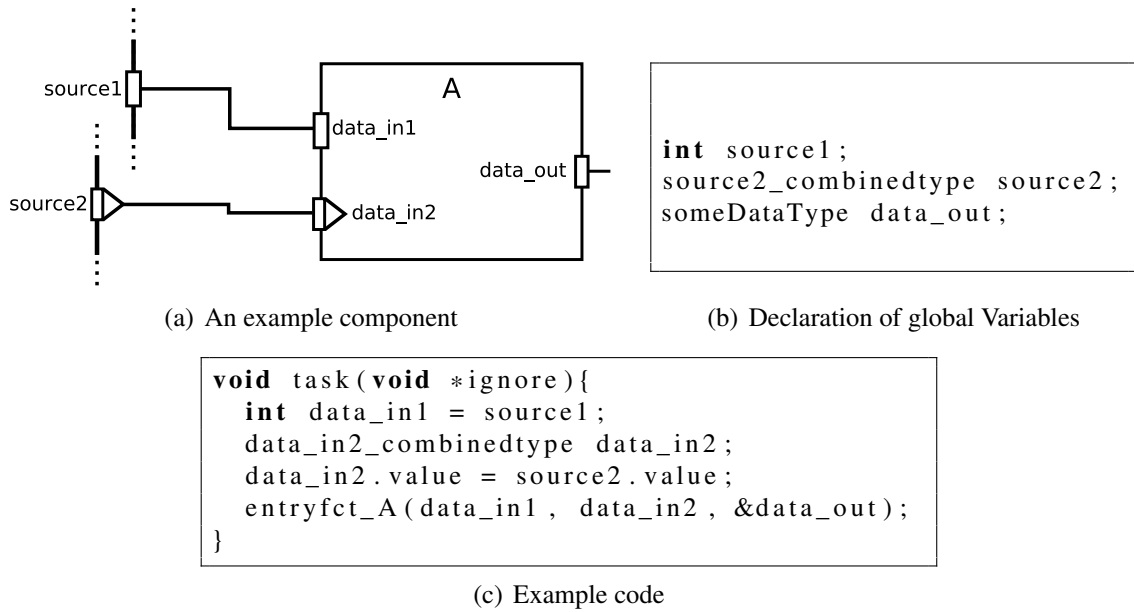 A
source1
data_in1
data_out
source2
data_in2
int source1;
source2_combinedtype source2;
someDataType data_out;
(a) An example component
(b) Declaration of global Variables
void task(void *ignore){
int data_in1 = source1;
data_in2_combinedtype data_in2;
data_in2.value = source2.value;
entryfct_A(data_in1, data_in2, &data_out);
}
(c) Example code